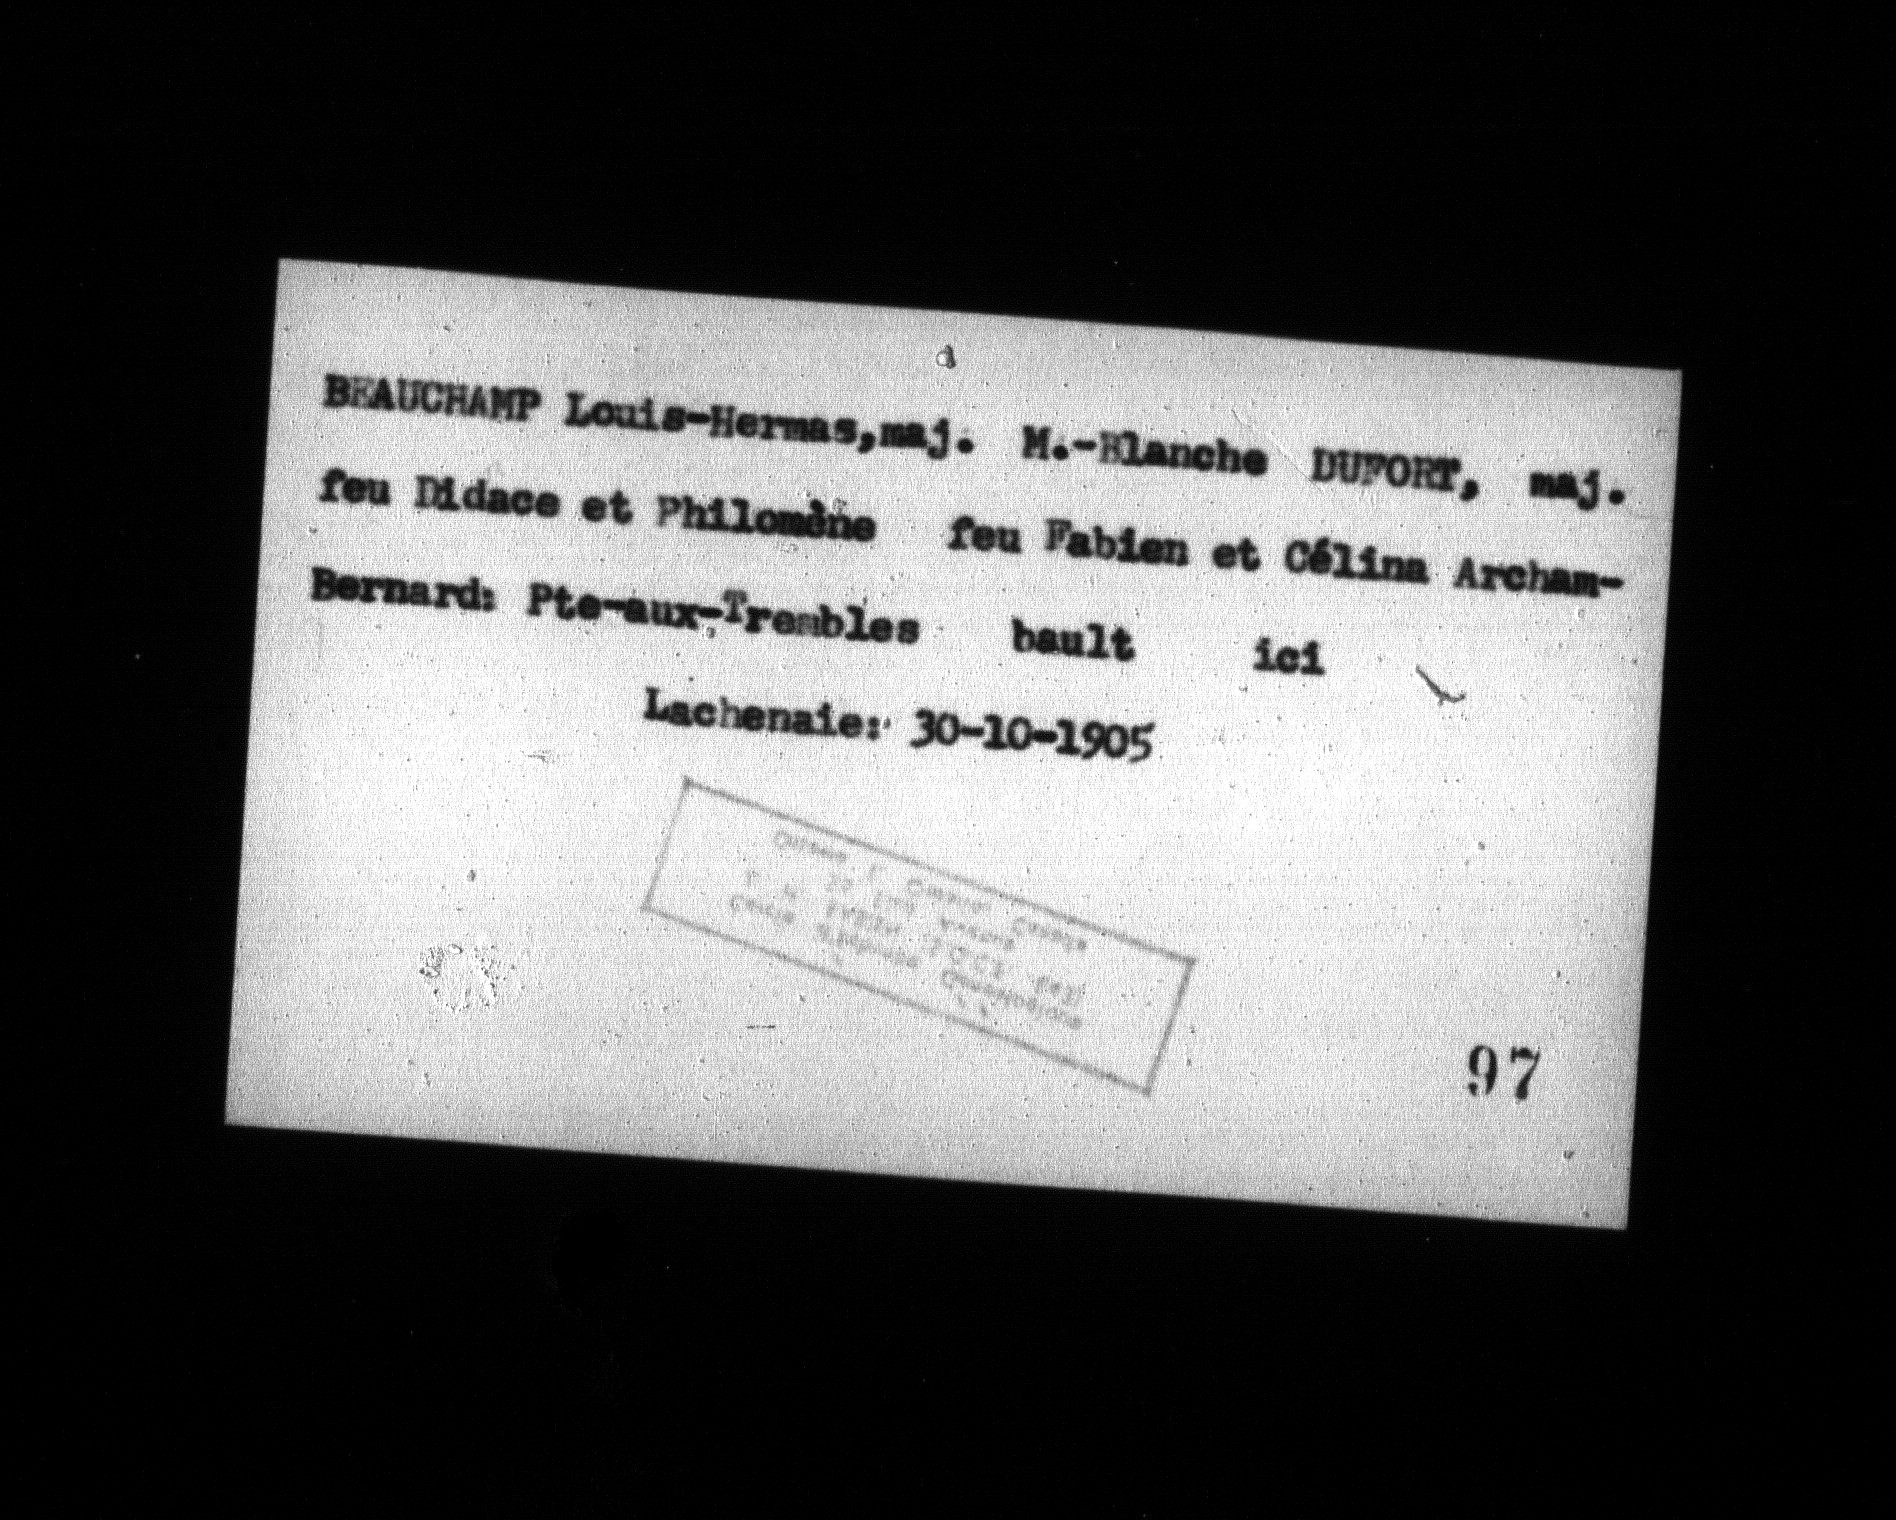 d
BEAUCHAMP Louis-Hermas,maj. M.-Blanche DUFORT, maj.
feu Didace et Philomène feu Fabien et Célina Archam-
Bernard: Pte-aux-Trembles bault ici
Lachenaie: 30-10-1905
97